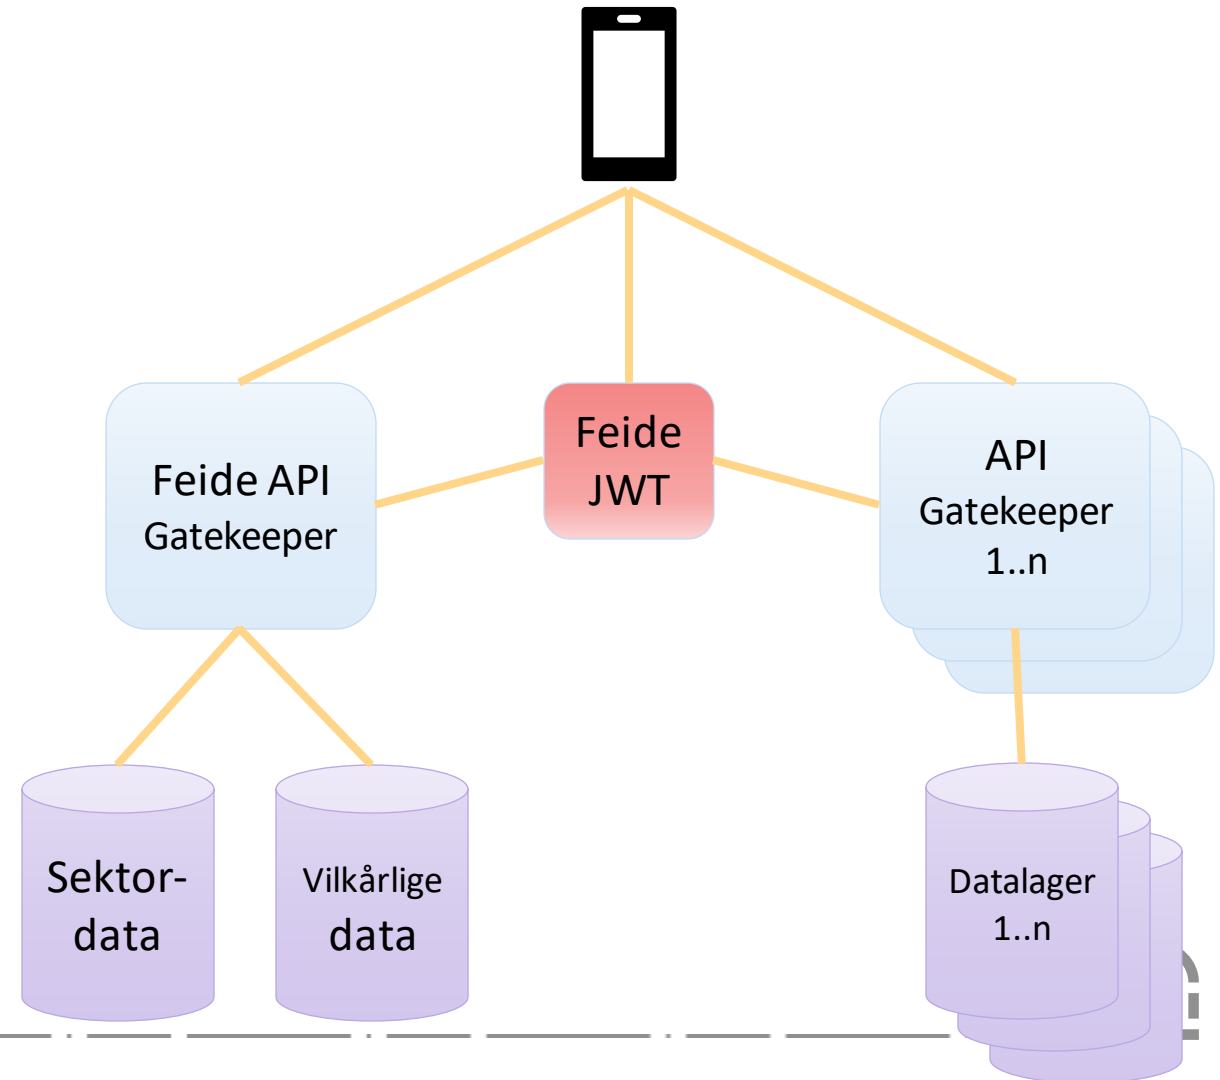 Feide API
Gatekeeper
Feide
JWT
API
Gatekeeper
1..n
Sektor-
data
Vilkårlige
data
Datalager
1..n